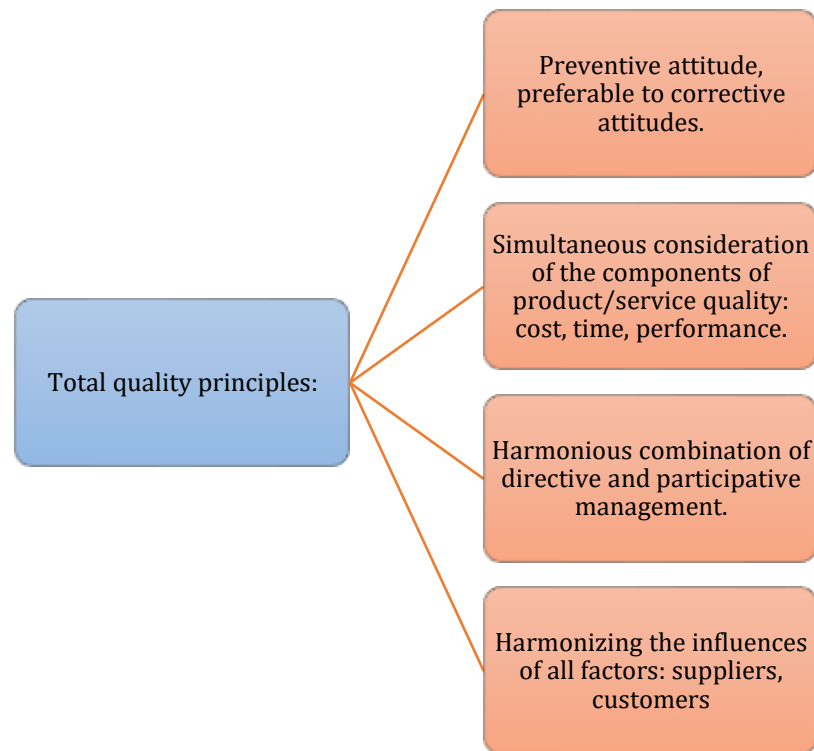 Total quality principles:
Preventive attitude,
preferable to corrective
attitudes.
Simultaneous consideration
of the components of
product/service quality:
cost, time, performance.
Harmonious combination of
directive and participative
management.
Harmonizing the influences
of all factors: suppliers,
customers